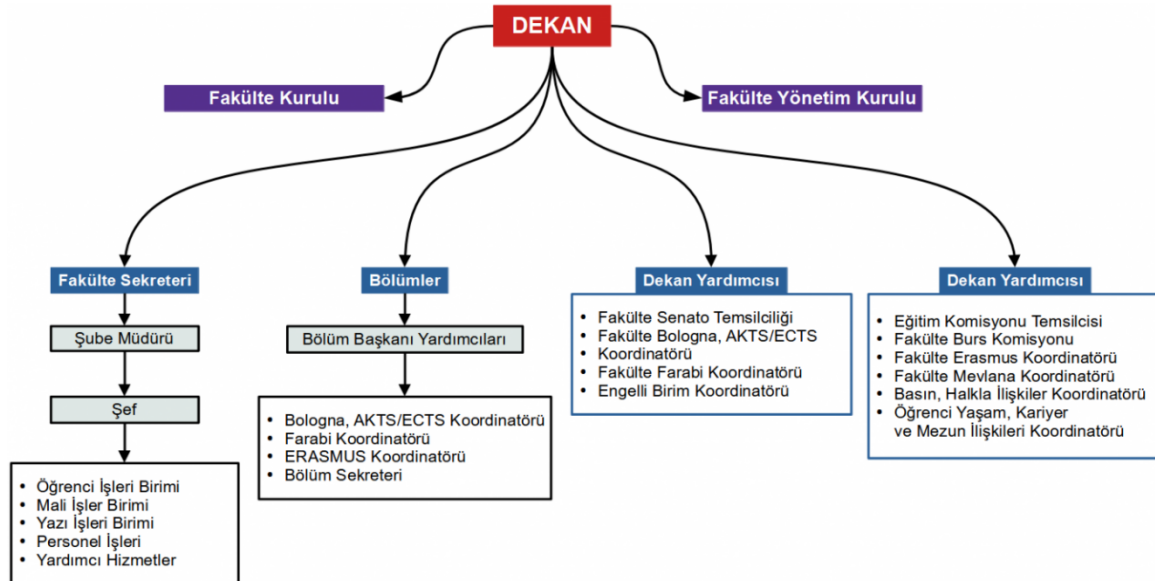 DEKAN
Fakülte Kurulu
Fakülte Yönetim Kurulu
Fakülte Sekreteri
Şube Müdürü
Şef
• Öğrenci İşleri Birimi
• Mali İşler Birimi
• Yazı İşleri Birimi
• Personel İşleri
• Yardımcı Hizmetler
Bölümler
Bölüm Başkanı Yardımcıları
• Bologna, AKTS/ECTS Koordinatörü
• Farabi Koordinatörü
• ERASMUS Koordinatörü
• Bölüm Sekreteri
Dekan Yardımcısı
• Fakülte Senato Temsilciliği
• Fakülte Bologna, AKTS/ECTS
• Koordinatörü
• Fakülte Farabi Koordinatörü
• Engelli Birim Koordinatörü
Dekan Yardımcısı
• Eğitim Komisyonu Temsilcisi
• Fakülte Burs Komisyonu
• Fakülte Erasmus Koordinatörü
• Fakülte Mevlana Koordinatörü
• Basın, Halkla İlişkiler Koordinatörü
• Öğrenci Yaşam, Kariyer
ve Mezun İlişkileri Koordinatörü